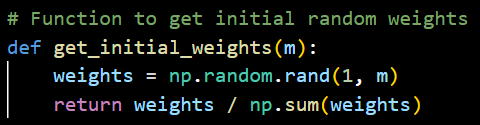 # Function to get initial random weights
def get_initial_weights(m):
    weights = np.random.rand(1, m)
    return weights / np.sum(weights)